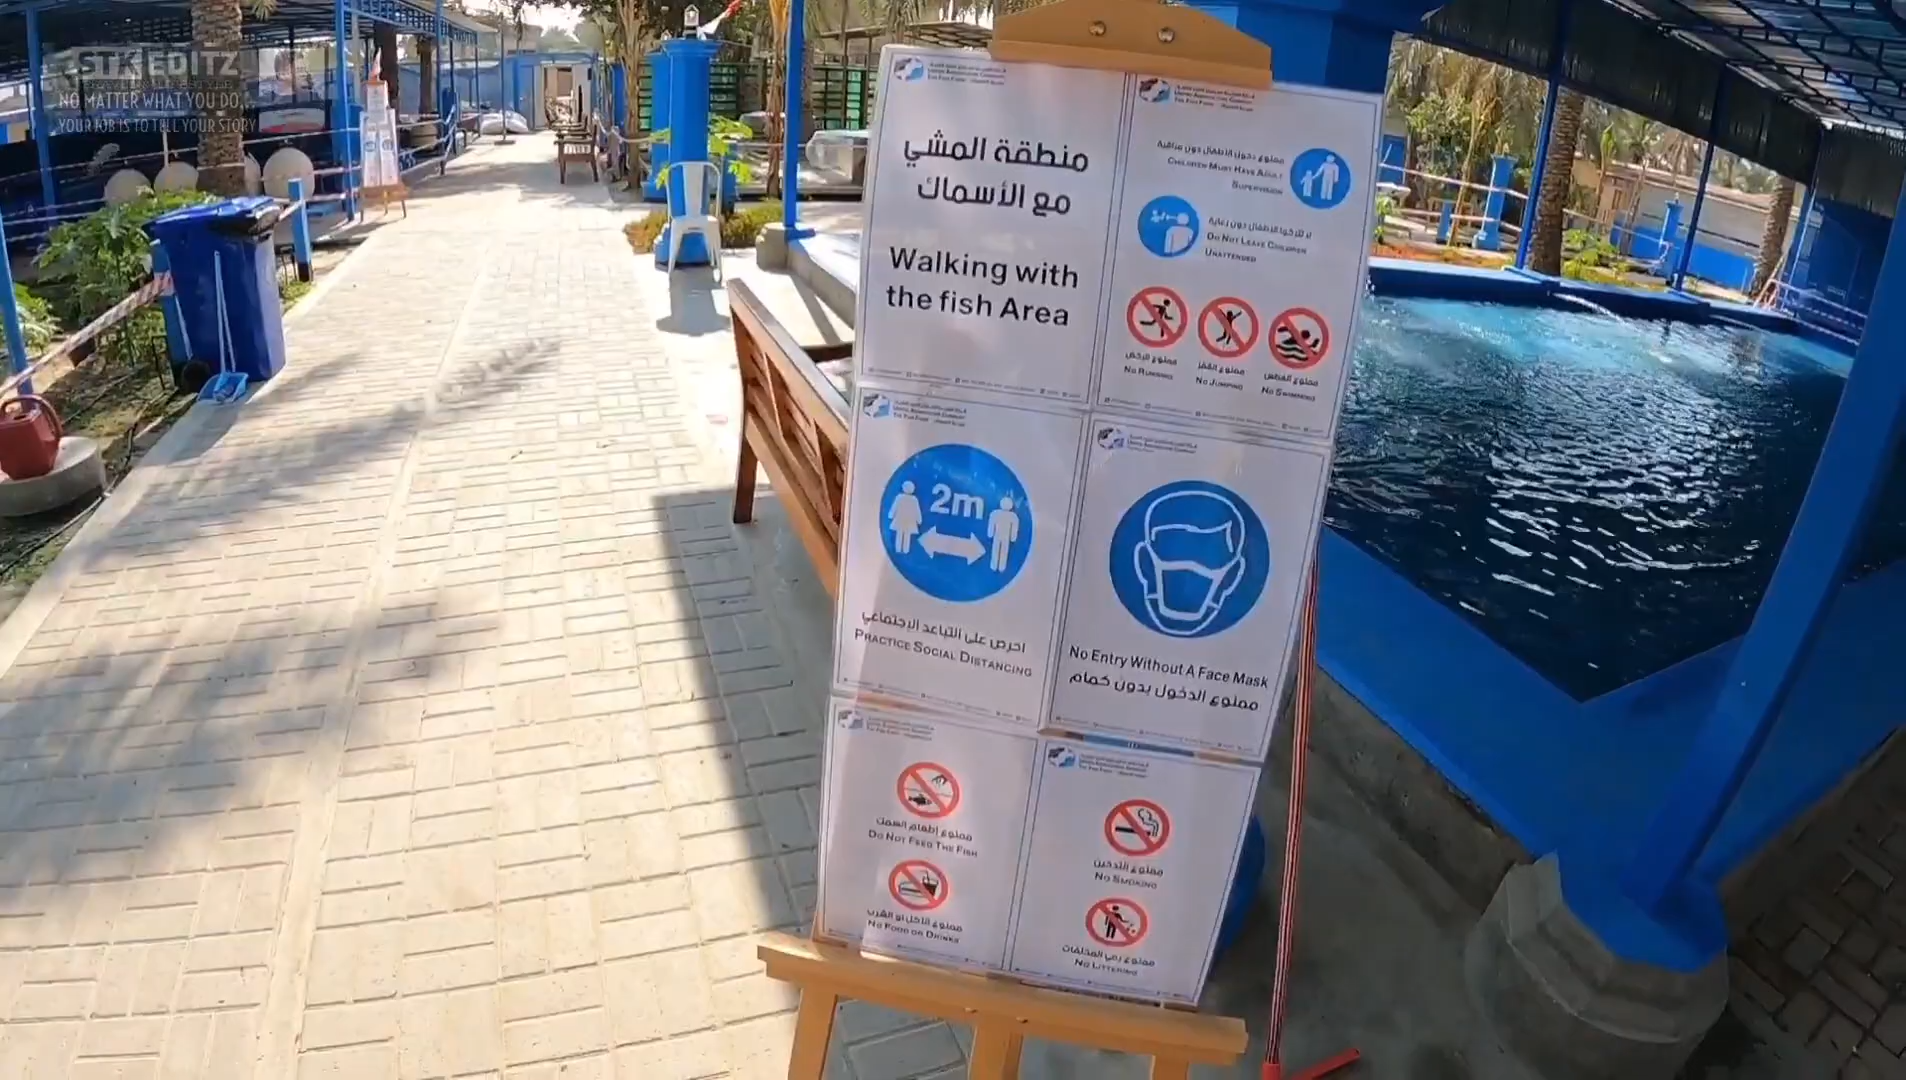 STK EDITZ
NO MATTER WHAT YOU DO,
YOUR JOB IS TO TELL YOUR STORY
منطقة المشي
مع الأسماك
Walking with
the fish Area
ممنوع دخول الأطفال دون مراقبة
CHILDREN MUST HAVE ADULT
SUPERVISION
لا تتركوا الأطفال دون رعاية
DO NOT LEAVE CHILDREN
UNATTENDED
ممنوع الركض
NO RUNNING
ممنوع القفز
NO JUMPING
ممنوع الغطس
NO SWIMMING
2m
احرص على التباعد الإجتماعي
PRACTICE SOCIAL DISTANCING
No Entry Without A Face Mask
ممنوع الدخول بدون كمام
ممنوع إطعام السمك
DO NOT FEED THE FISH
ممنوع الأكل او الشرب
NO FOOD OR DRINKS
ممنوع التدخين
NO SMOKING
ممنوع رمي المخلفات
NO LITTERING